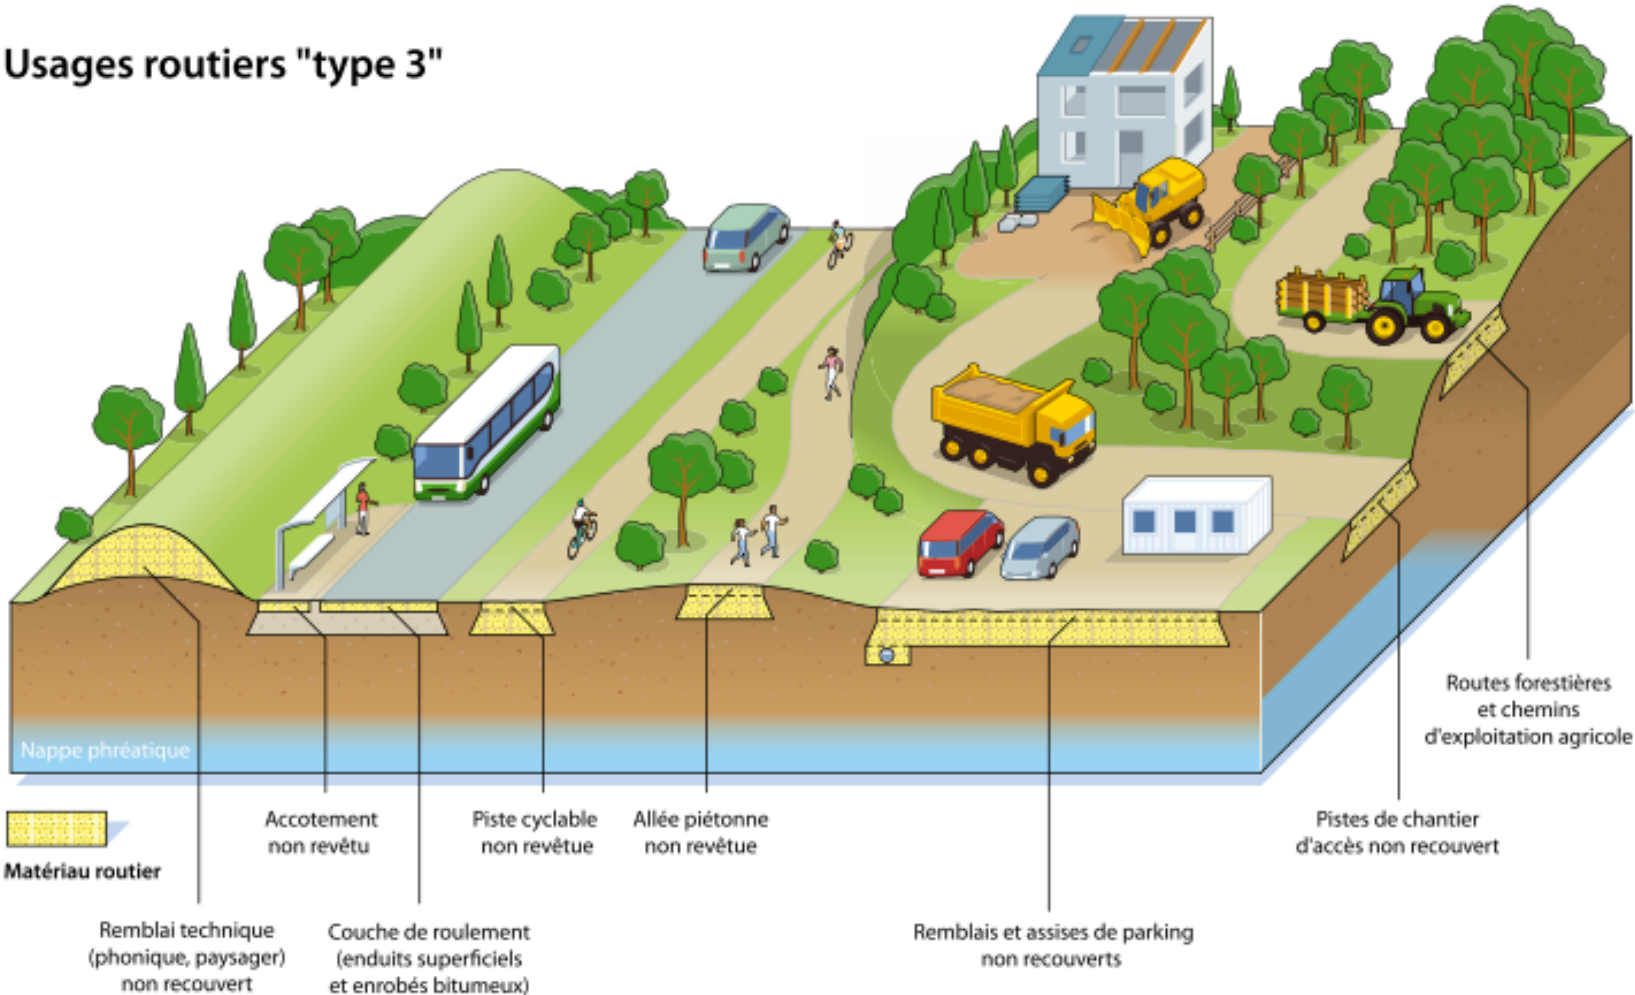 Usages routiers "type 3"
Nappe phréatique
Matériau routier
Remblai technique
(phonique, paysager)
non recouvert
Accotement
non revêtu
Couche de roulement
(enduits superficiels
et enrobés bitumeux)
Piste cyclable
non revêtue
Allée piétonne
non revêtue
Remblais et assises de parking
non recouverts
Pistes de chantier
d'accès non recouvert
Routes forestières
et chemins
d'exploitation agricole